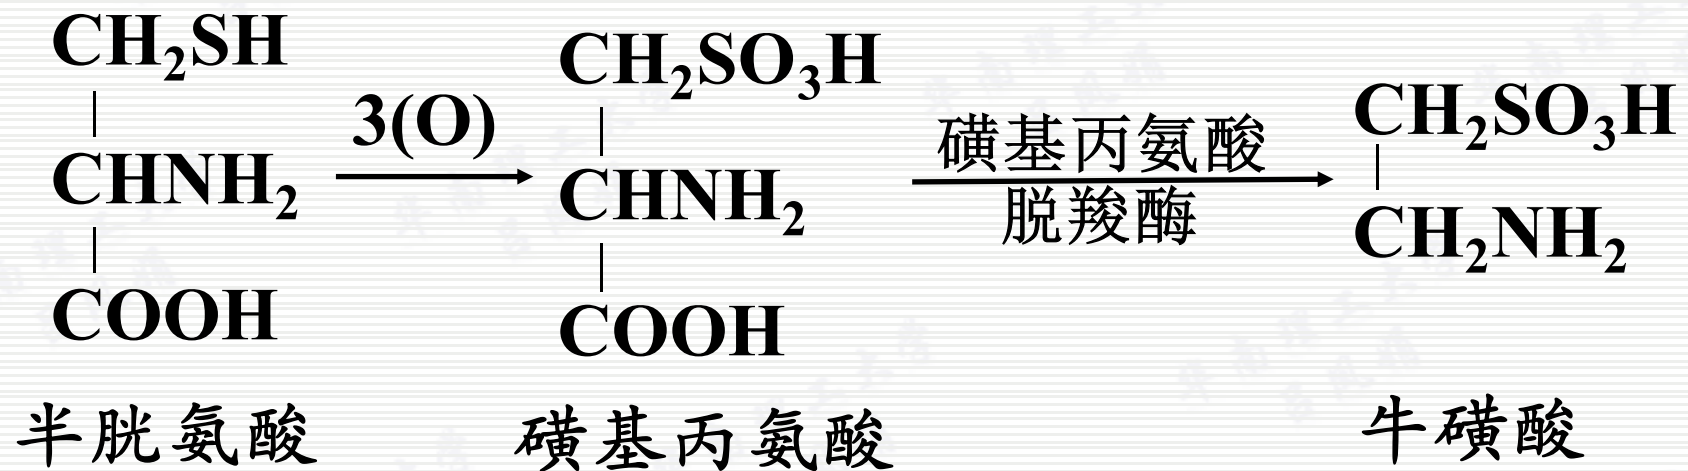 CH₂SH
CHNH₂
COOH
半胱氨酸
3(O)
CH₂SO₃H
CHNH₂
COOH
磺基丙氨酸
磺基丙氨酸
脱羧酶
CH₂SO₃H
CH₂NH₂
牛磺酸